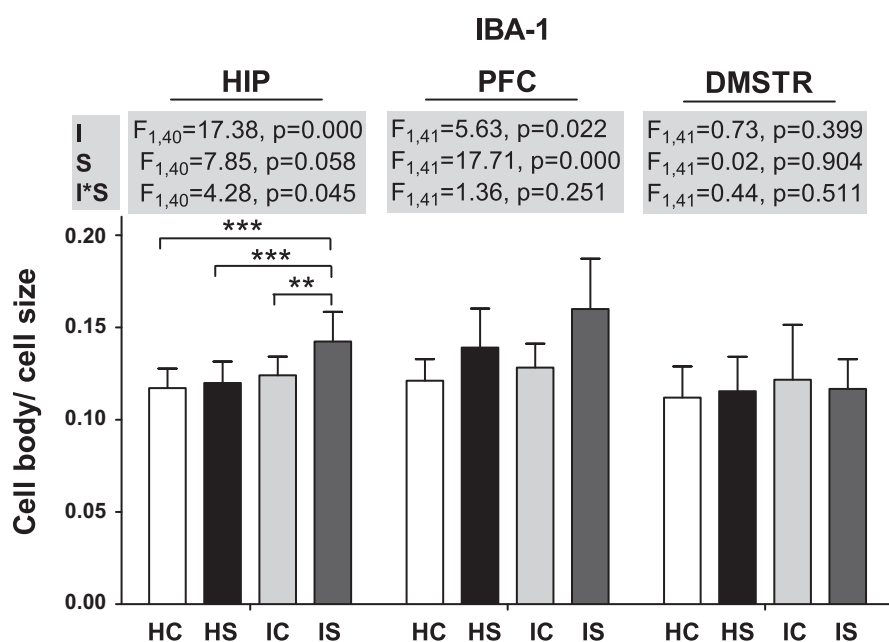 IBA-1
HIP PFC DMSTR
I F1,40=17.38, p=0.000 F1,41=5.63, p=0.022 F1,41=0.73, p=0.399
S F1,40=7.85, p=0.058 F1,41=17.71, p=0.000 F1,41=0.02, p=0.904
I*S F1,40=4.28, p=0.045 F1,41=1.36, p=0.251 F1,41=0.44, p=0.511
0.20
***
***
**
0.15
0.10
0.05
0.00
Cell body/ cell size
HC HS IC IS HC HS IC IS HC HS IC IS